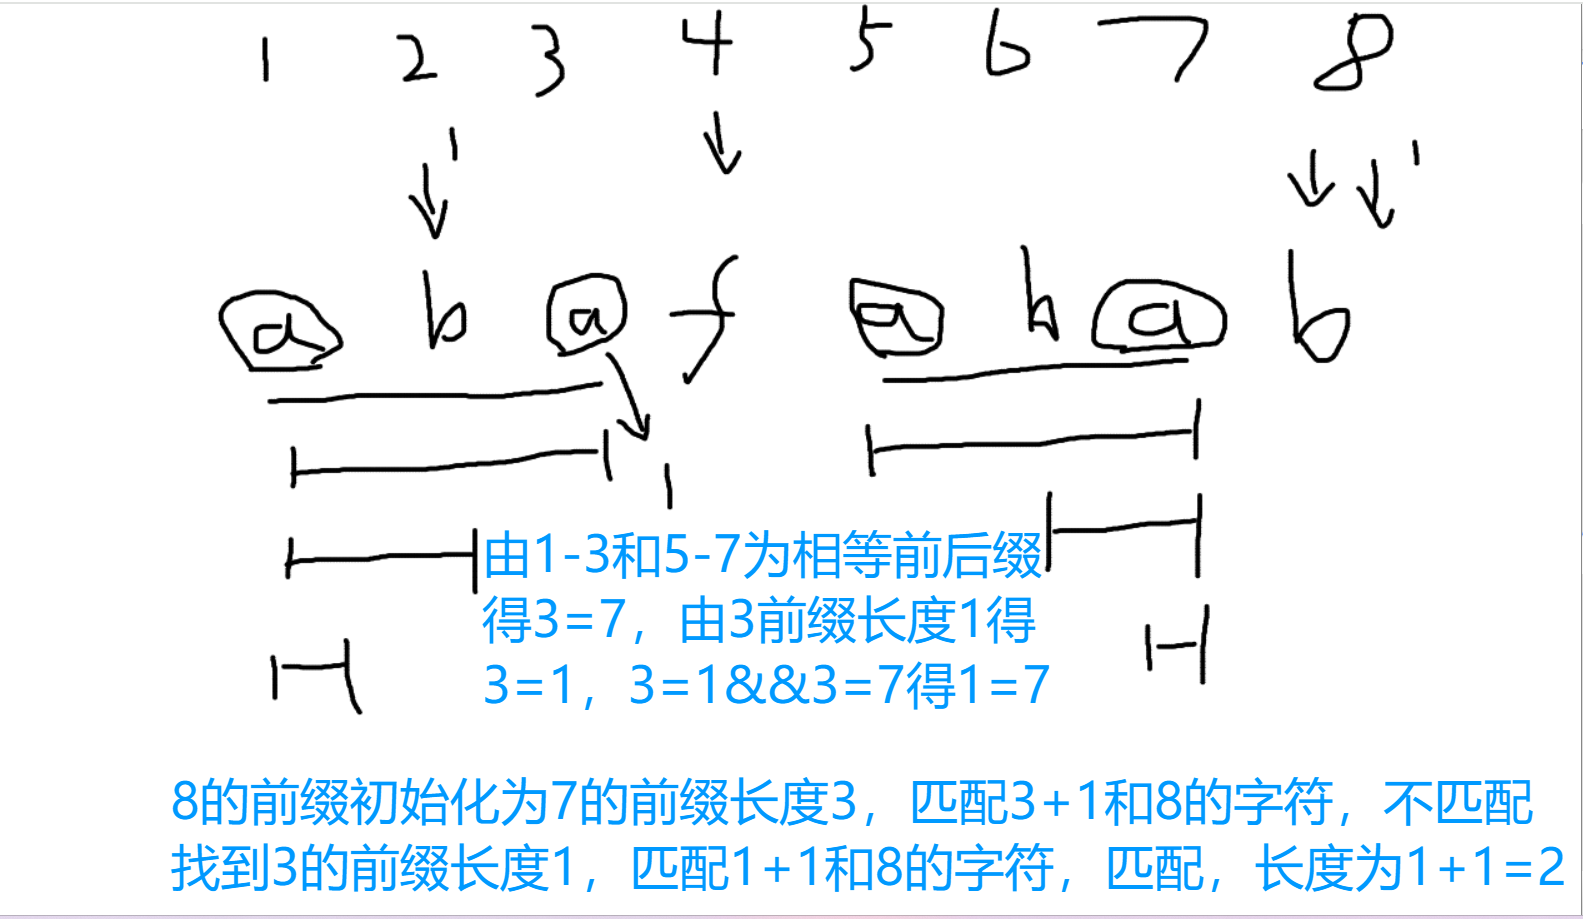 1 2 3 4 5 6 7 8
1 1
a b a f a b a b
1
由1-3和5-7为相等前后缀
得3=7，由3前缀长度1得
3=1，3=1&&3=7得1=7
8的前缀初始化为7的前缀长度3，匹配3+1和8的字符，不匹配
找到3的前缀长度1，匹配1+1和8的字符，匹配，长度为1+1=2